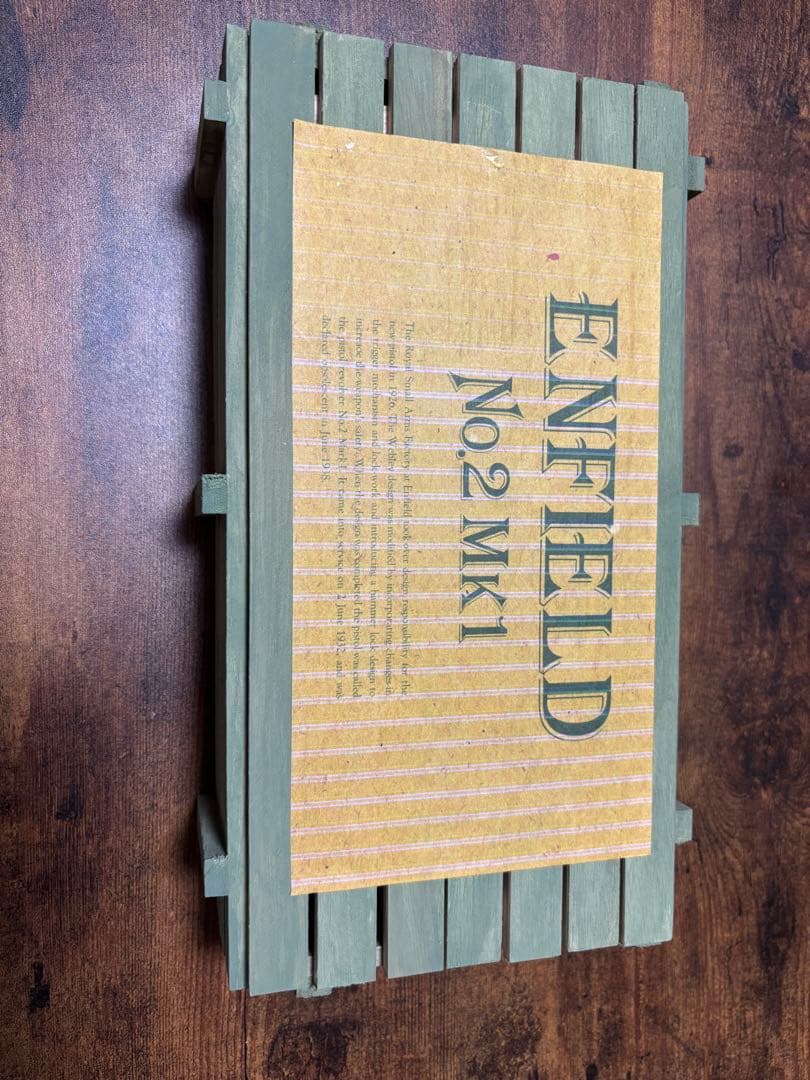 ENFIELD
No.2 MK1
The Royal Small Arms Factory at Enfield took over design responsibility for the
new pistol in 1926. The Webley design was modified by incorporating changes in
the trigger mechanism and lock-work and introducing a hammer lock design to
increace the weapon's safety. When the design was completed the pistol was called
the pistol revolver No.2 Mark1. It came into service on 2 June 1932, and was
declared obsolescent in June 1938.